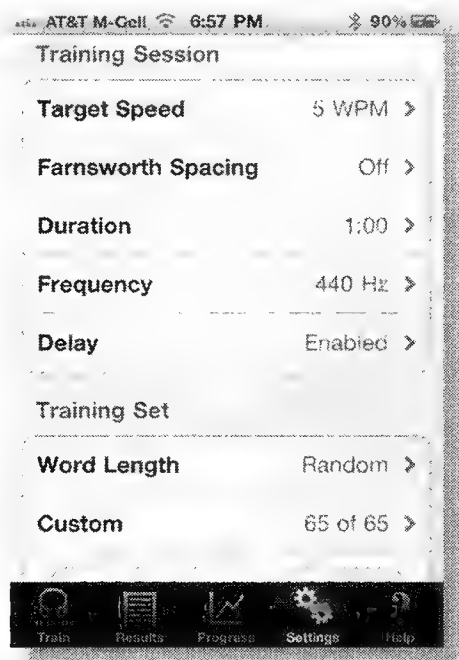 AT&T M-Cell 6:57 PM 90%
Training Session
Target Speed 5 WPM
Farnsworth Spacing Off
Duration 1:00
Frequency 440 Hz
Delay Enabled
Training Set
Word Length Random
Custom 65 of 65
Train Results Progress Settings Help